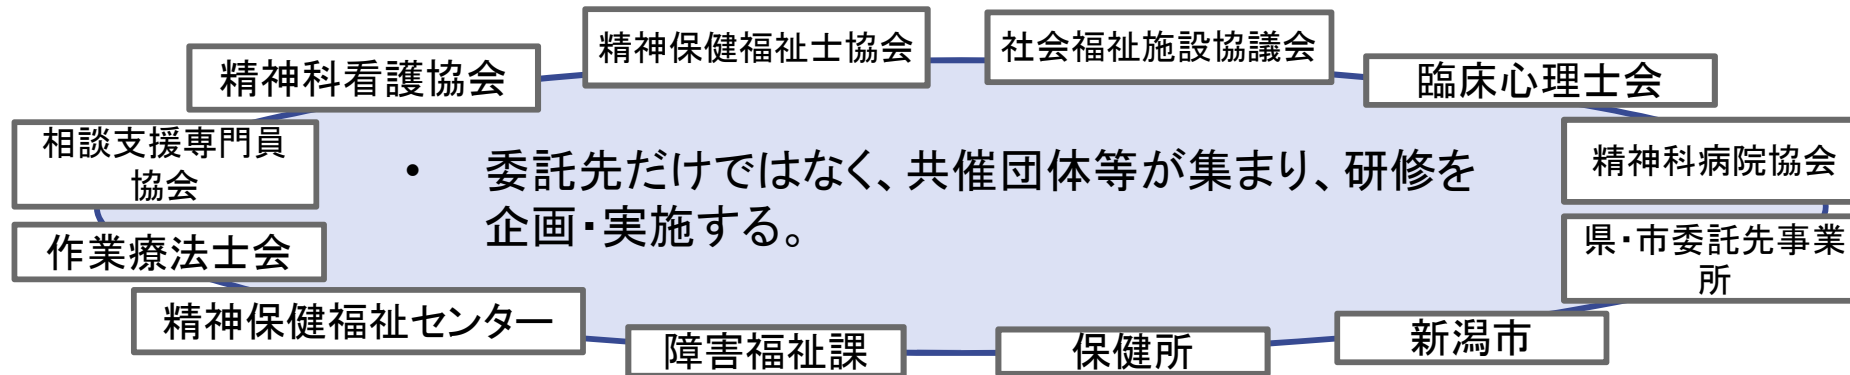 精神保健福祉士協会
社会福祉施設協議会
精神科看護協会
臨床心理士会
相談支援専門員
協会
精神科病院協会
• 委託先だけではなく、共催団体等が集まり、研修を
企画・実施する。
作業療法士会
県・市委託先事業
所
精神保健福祉センター
障害福祉課
保健所
新潟市